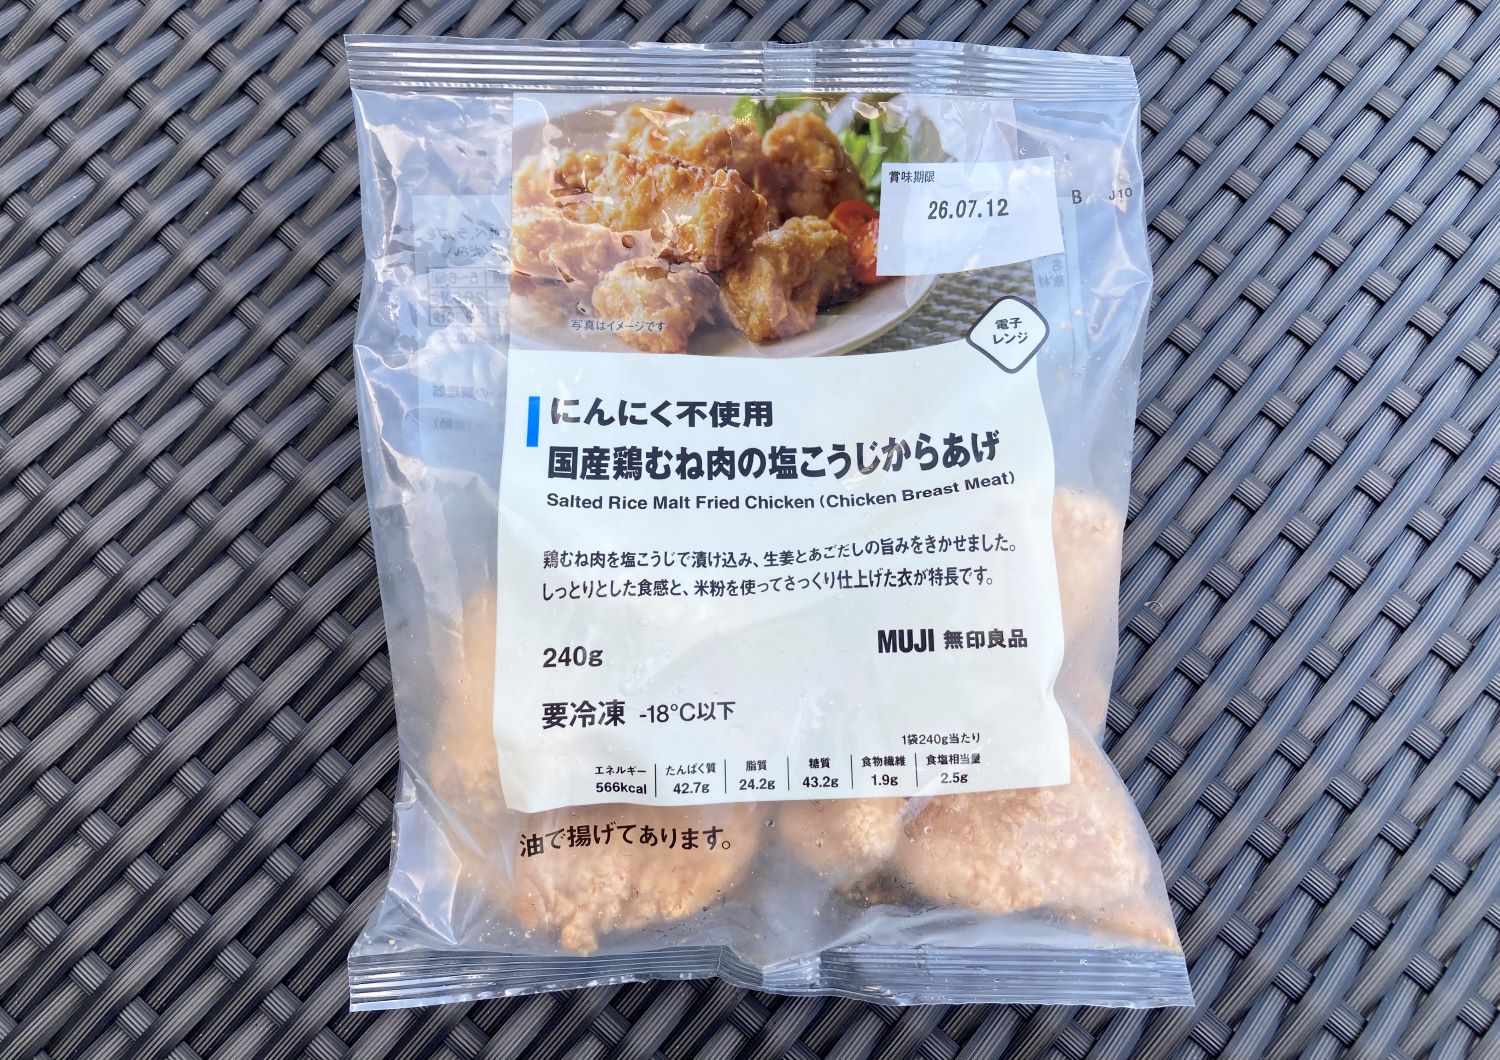 賞味期限
26.07.12
B J10
写真はイメージです
電子
レンジ
にんにく不使用
国産鶏むね肉の塩こうじからあげ
Salted Rice Malt Fried Chicken (Chicken Breast Meat)
鶏むね肉を塩こうじで漬け込み、生姜とあごだしの旨みをきかせました。
しっとりとした食感と、米粉を使ってさっくり仕上げた衣が特長です。
240g
MUJI 無印良品
要冷凍 -18°C以下
1袋240g当たり
エネルギー たんぱく質 脂質 糖質 食物繊維 食塩相当量
566kcal 42.7g 24.2g 43.2g 1.9g 2.5g
油で揚げてあります。